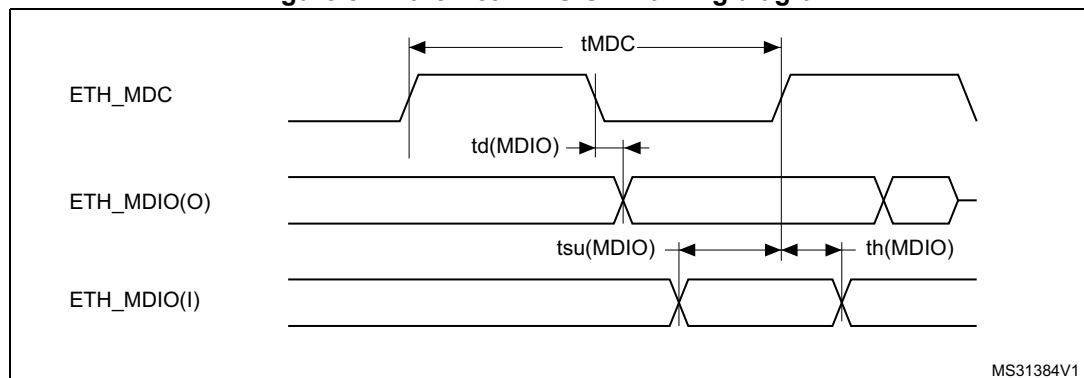 tMDC
ETH_MDC
td(MDIO)
ETH_MDIO(O)
tsu(MDIO)
th(MDIO)
ETH_MDIO(I)
MS31384V1